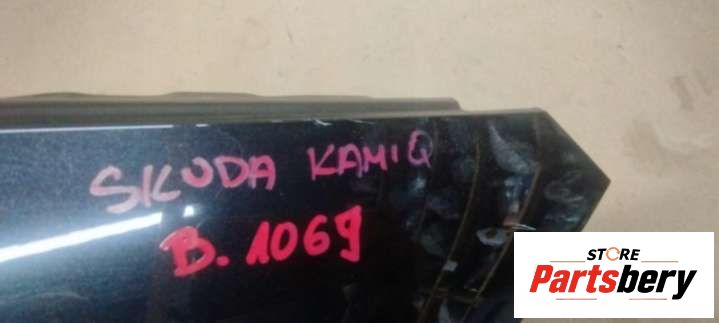 SKODA KAMIQ
B.1069
STORE
Partsbery